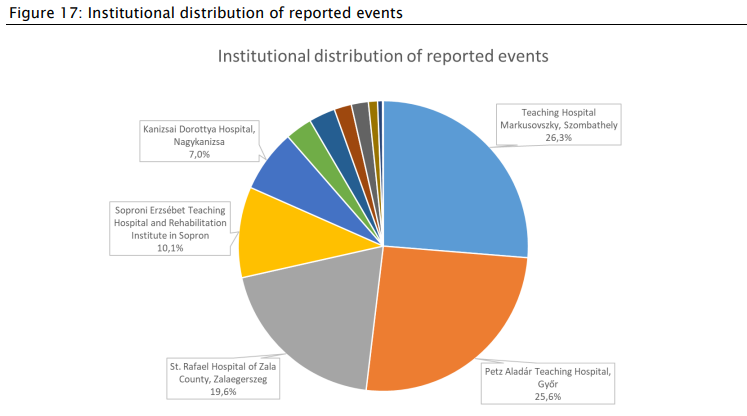 Figure 17: Institutional distribution of reported events
Institutional distribution of reported events
Teaching Hospital
Markusovszky, Szombathely
26,3%
Kanizsai Dorottya Hospital,
Nagykanizsa
7,0%
Soproni Erzsébet Teaching
Hospital and Rehabilitation
Institute in Sopron
10,1%
St. Rafael Hospital of Zala
County, Zalaegerszeg
19,6%
Petz Aladár Teaching Hospital,
Győr
25,6%